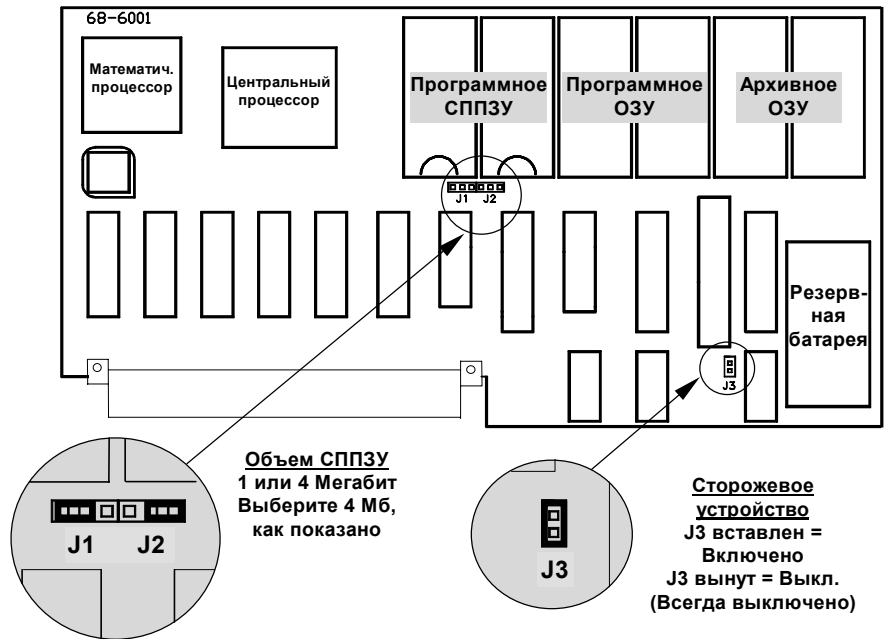 68-6001
Математич.
процессор
Центральный
процессор
Программное
СППЗУ
Программное
ОЗУ
Архивное
ОЗУ
J1 J2
Резерв-
ная
батарея
J3
Объем СППЗУ
1 или 4 Мегабит
Выберите 4 Мб,
как показано
J1 J2
J3
Сторожевое
устройство
J3 вставлен =
Включено
J3 вынут = Выкл.
(Всегда выключено)